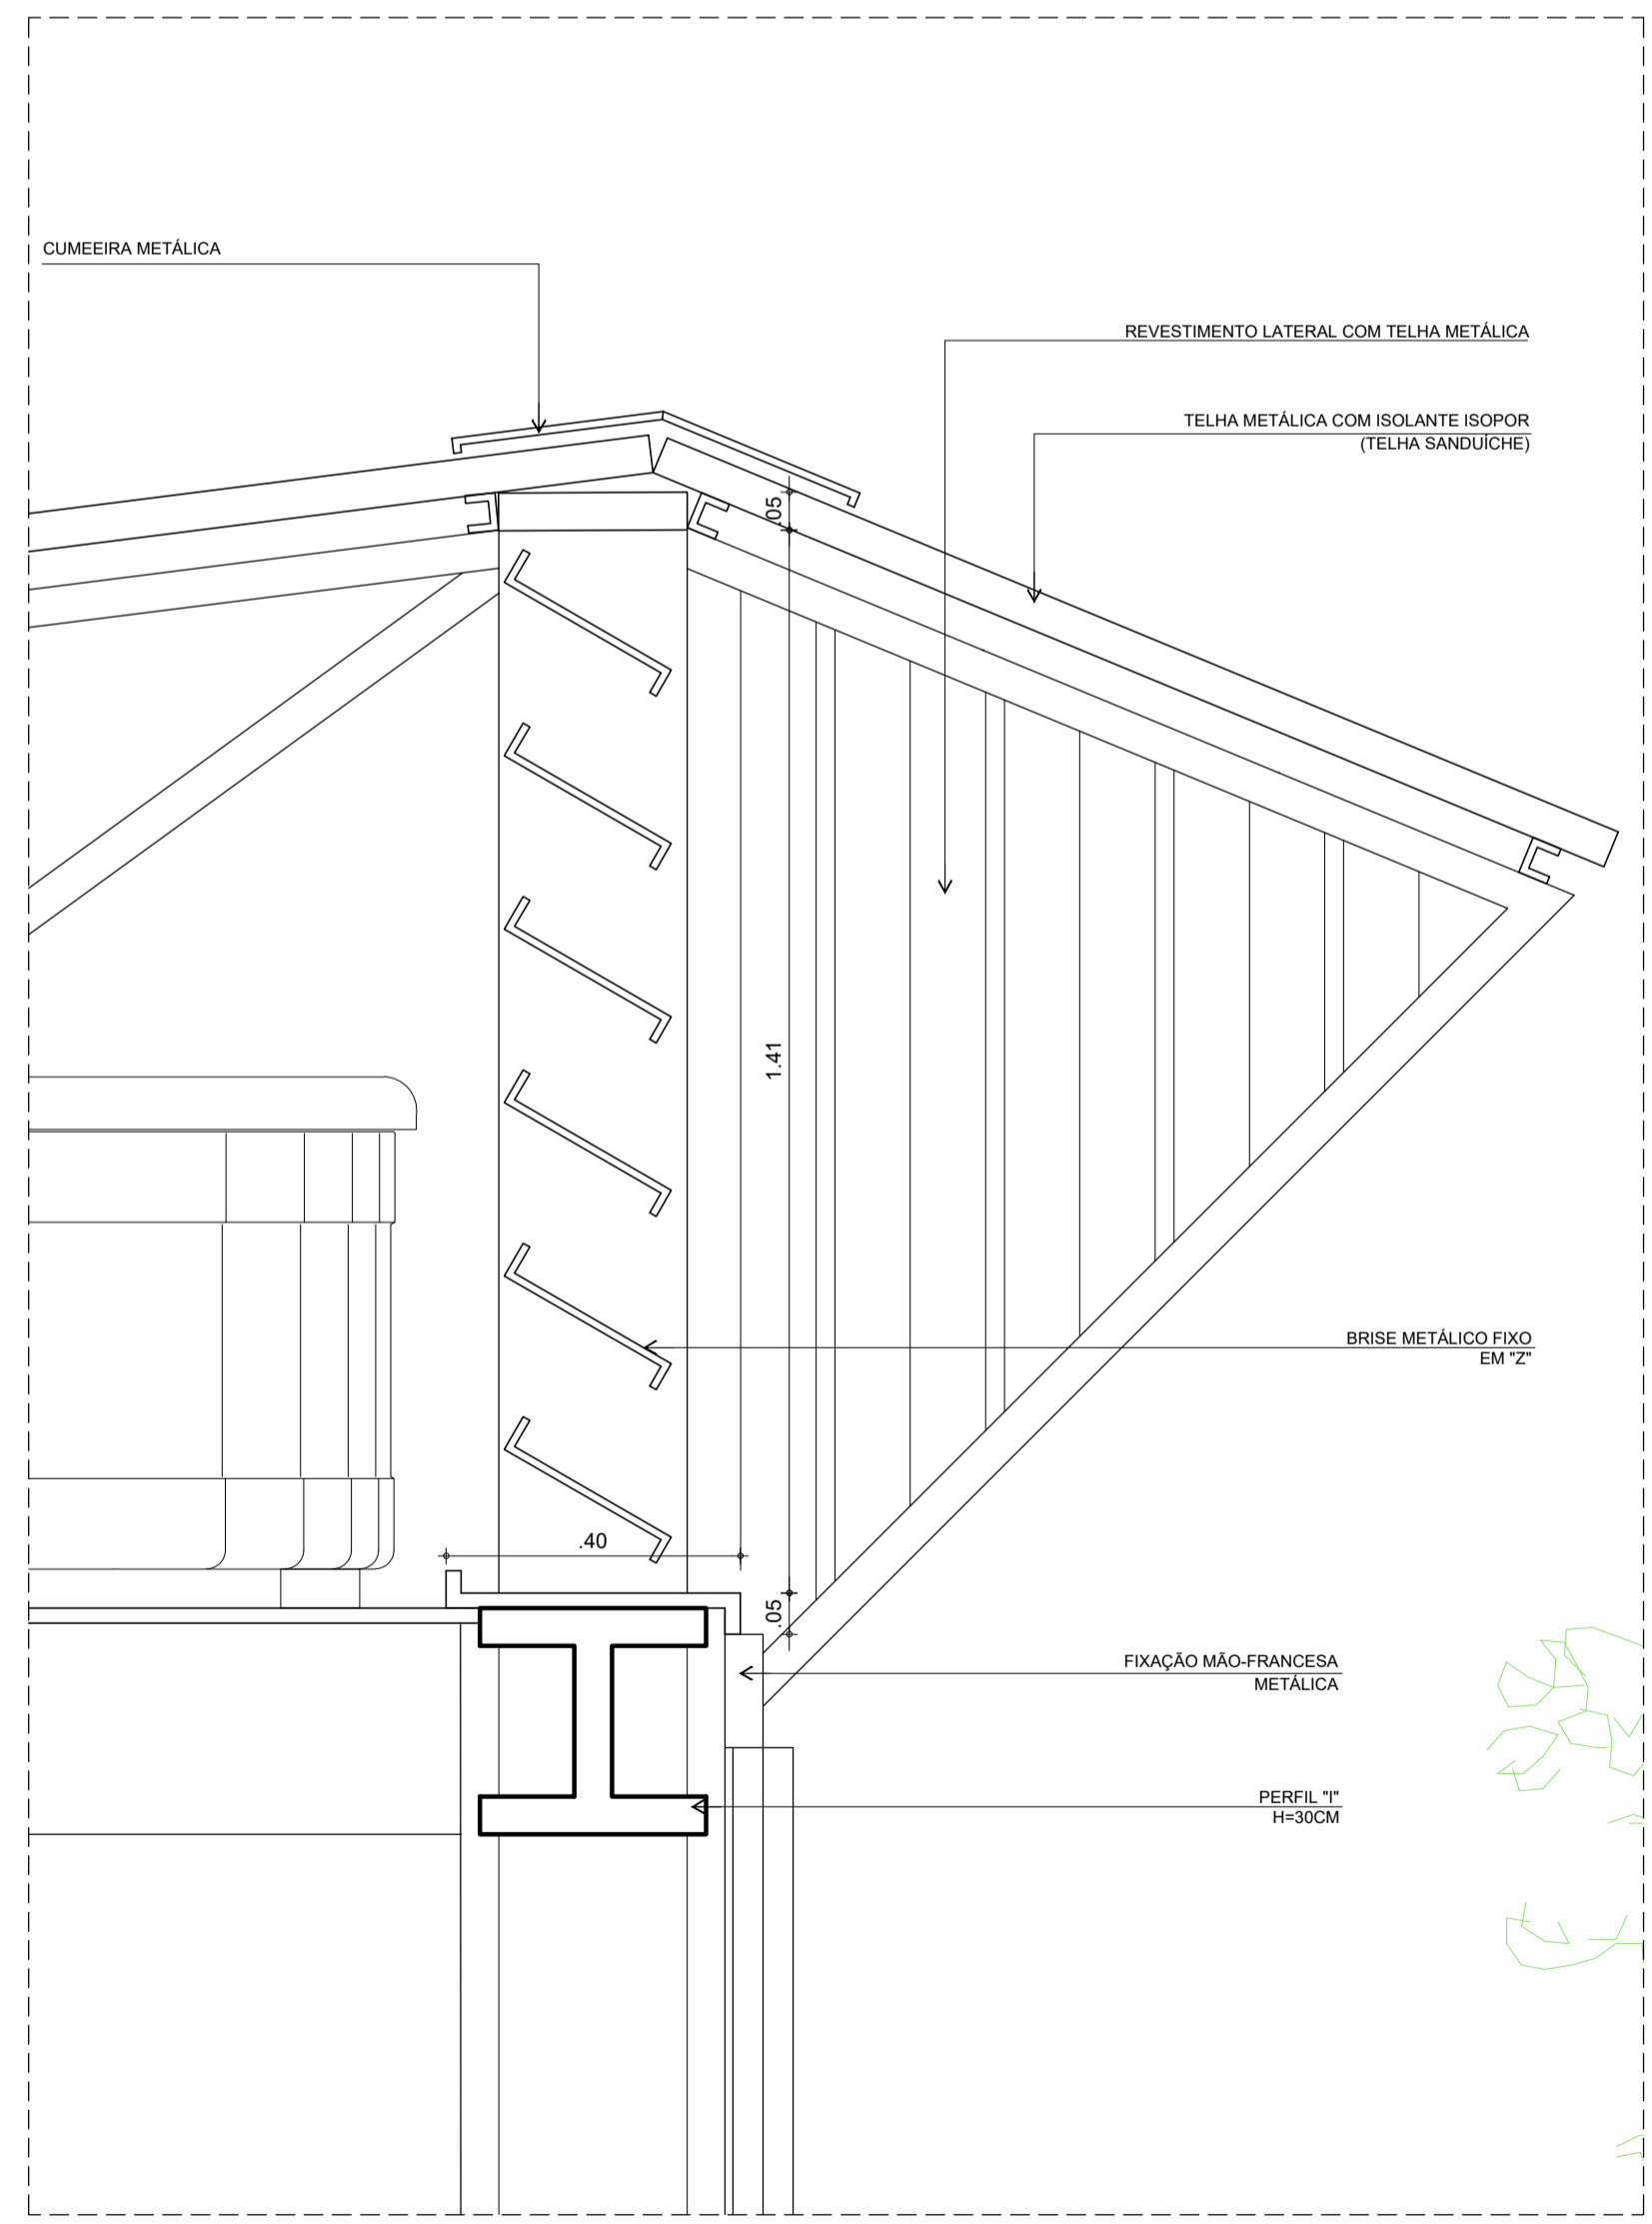 CUMEEIRA METÁLICA
REVESTIMENTO LATERAL COM TELHA METÁLICA
TELHA METÁLICA COM ISOLANTE ISOPOR
(TELHA SANDUÍCHE)
.05
1.41
BRISE METÁLICO FIXO
EM "Z"
.40
.05
FIXAÇÃO MÃO-FRANCESA
METÁLICA
PERFIL "I"
H=30CM